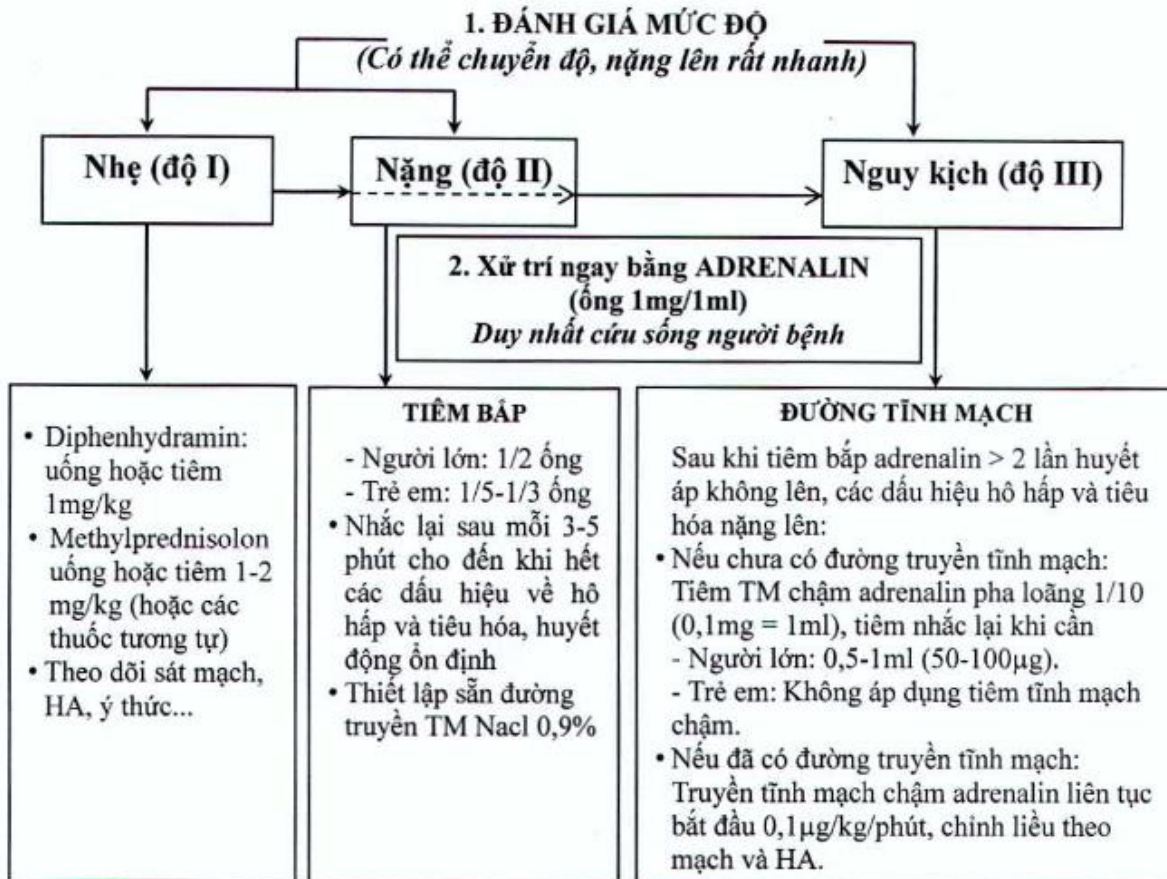 1. ĐÁNH GIÁ MỨC ĐỘ
(Có thể chuyển độ, nặng lên rất nhanh)
Nhẹ (độ I)
Nặng (độ II)
Nguy kịch (độ III)
2. Xử trí ngay bằng ADRENALIN
(ống 1mg/1ml)
Duy nhất cứu sống người bệnh
• Diphenhydramin:
uống hoặc tiêm
1mg/kg
• Methylprednisolon
uống hoặc tiêm 1-2
mg/kg (hoặc các
thuốc tương tự)
• Theo dõi sát mạch,
HA, ý thức...
TIÊM BẮP
- Người lớn: 1/2 ống
- Trẻ em: 1/5-1/3 ống
• Nhắc lại sau mỗi 3-5
phút cho đến khi hết
các dấu hiệu về hô
hấp và tiêu hóa, huyết
động ổn định
• Thiết lập sẵn đường
truyền TM Nacl 0,9%
ĐƯỜNG TĨNH MẠCH
Sau khi tiêm bắp adrenalin > 2 lần huyết
áp không lên, các dấu hiệu hô hấp và tiêu
hóa nặng lên:
• Nếu chưa có đường truyền tĩnh mạch:
Tiêm TM chậm adrenalin pha loãng 1/10
(0,1mg = 1ml), tiêm nhắc lại khi cần
- Người lớn: 0,5-1ml (50-100µg).
- Trẻ em: Không áp dụng tiêm tĩnh mạch
chậm.
• Nếu đã có đường truyền tĩnh mạch:
Truyền tĩnh mạch chậm adrenalin liên tục
bắt đầu 0,1µg/kg/phút, chỉnh liều theo
mạch và HA.